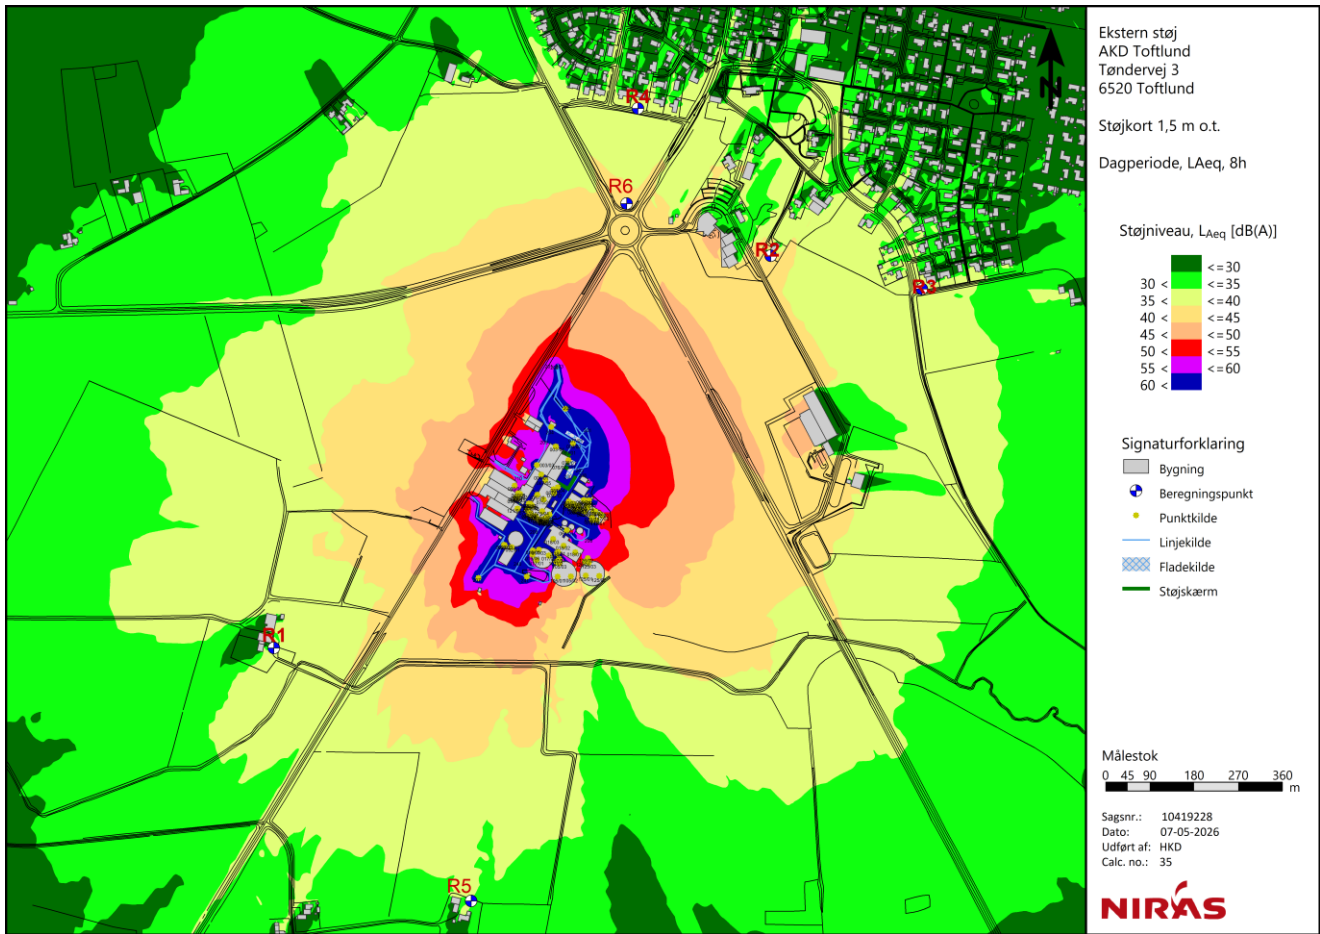 R4
R6
R2
R3
R1
R5
N
Ekstern støj
AKD Toftlund
Tøndervej 3
6520 Toftlund
Støjkort 1,5 m o.t.
Dagperiode, LAeq, 8h
Støjniveau, LAeq [dB(A)]
<=30
30 < <=35
35 < <=40
40 < <=45
45 < <=50
50 < <=55
55 < <=60
60 <
Signaturforklaring
Bygning
Beregningspunkt
Punktkilde
Linjekilde
Fladekilde
Støjskærm
Målestok
0 45 90 180 270 360
m
Sagsnr.: 10419228
Dato: 07-05-2026
Udført af: HKD
Calc. no.: 35
NIRAS